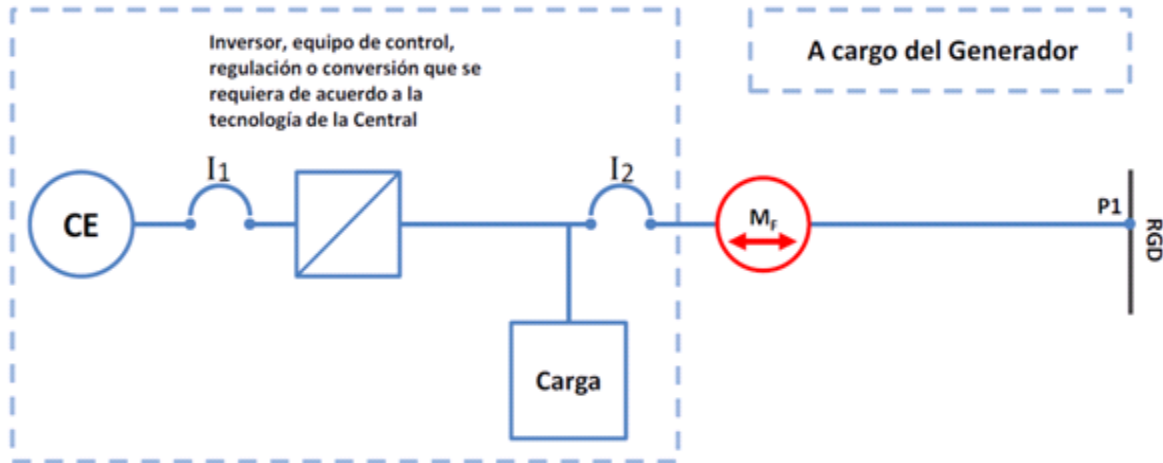 Inversor, equipo de control,
regulación o conversión que se
requiera de acuerdo a la
tecnología de la Central
A cargo del Generador
I1
I2
CE
MF
P1
RGD
Carga